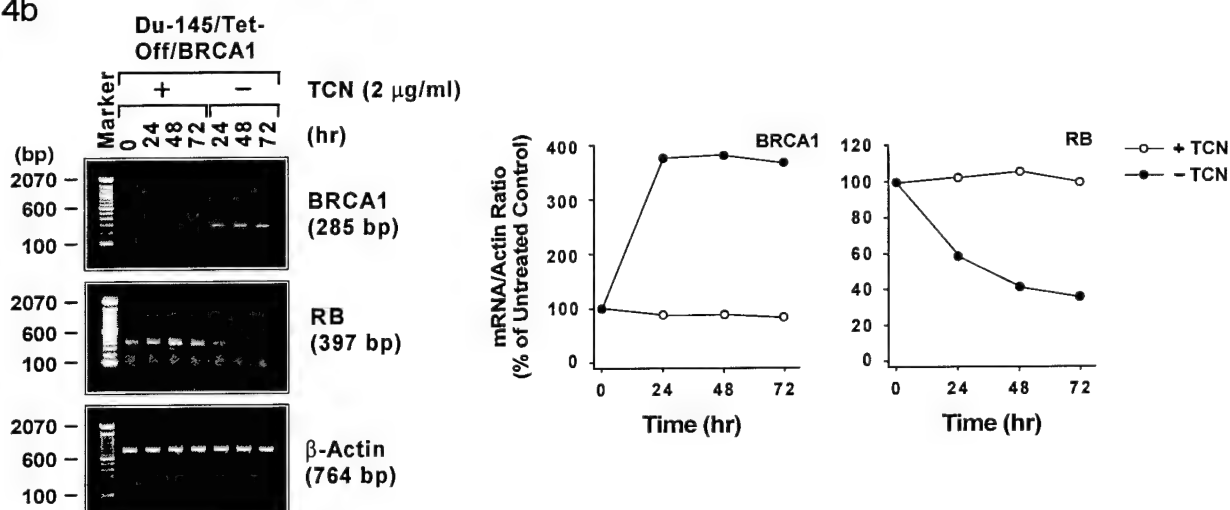 4b
Du-145/Tet-
Off/BRCA1
+ − TCN (2 μg/ml)
Marker 0 24 48 72 24 48 72 (hr)
(bp)
2070
600
100
BRCA1
(285 bp)
2070
600
100
RB
(397 bp)
2070
600
100
β-Actin
(764 bp)
mRNA/Actin Ratio
(% of Untreated Control)
BRCA1
400
300
200
100
0
0 24 48 72
Time (hr)
RB
120
100
80
60
40
20
0
0 24 48 72
Time (hr)
+ TCN
− TCN